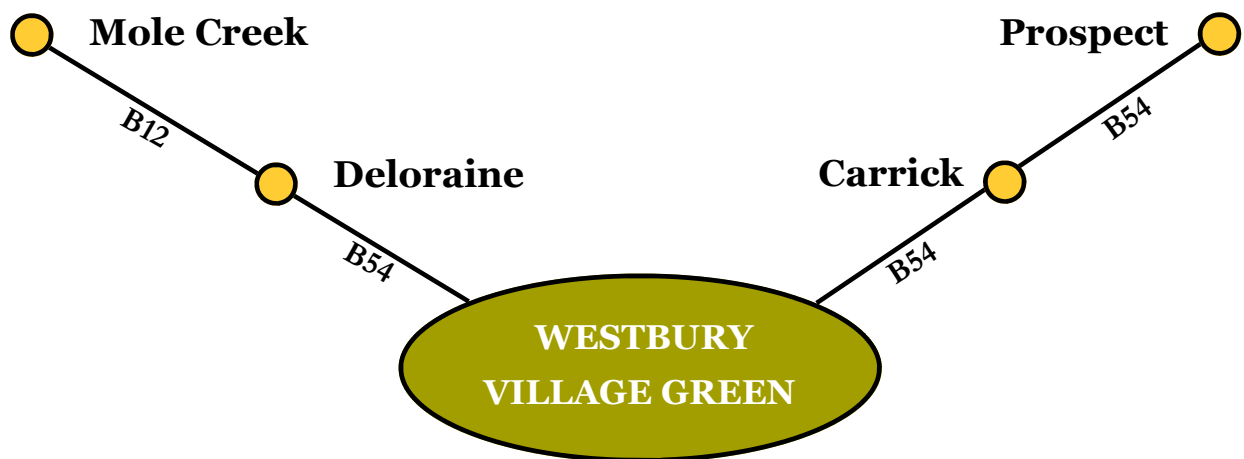 Mole Creek
Prospect
B12
B54
Deloraine
Carrick
B54
B54
WESTBURY
VILLAGE GREEN